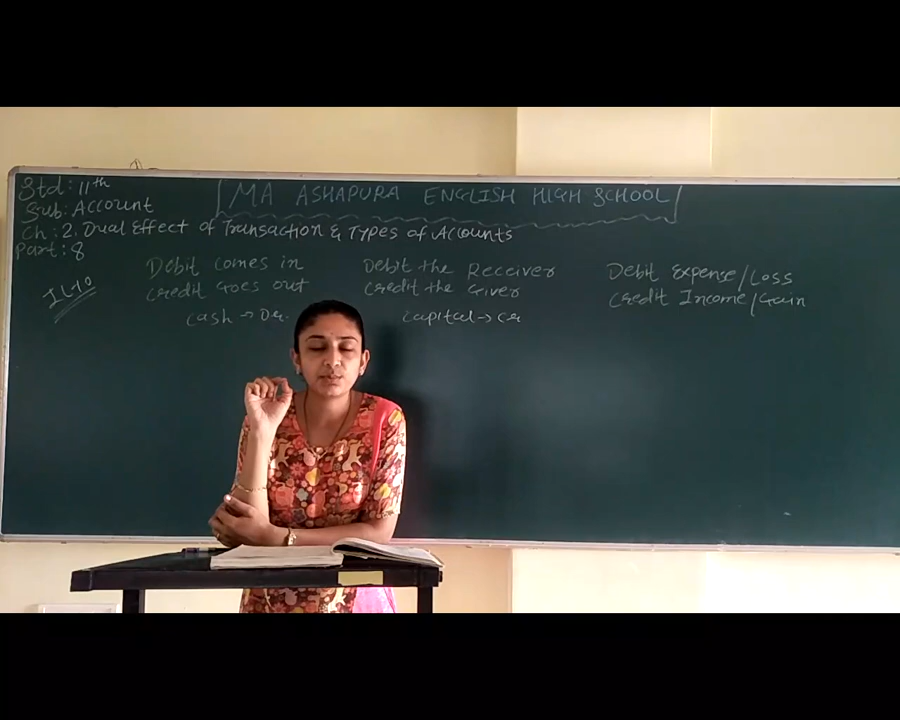 Std: 11th
MA ASHAPURA ENGLISH HIGH SCHOOL
Sub: Account
Ch: 2. Dual Effect of Transaction & Types of Accounts
Part: 8
Debit comes in
Credit Goes out
Cash → Dr.
Debit the Receiver
Credit the Giver
Capital → Cr
Debit Expense/Loss
Credit Income/Gain